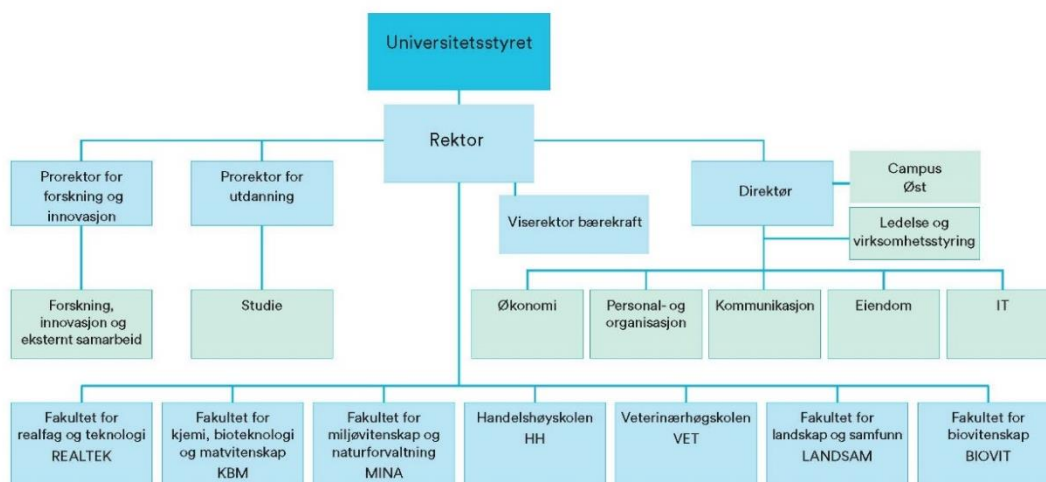 Universitetsstyret
Rektor
Prorektor for
forskning og
innovasjon
Prorektor for
utdanning
Viserektor bærekraft
Direktør
Campus
Øst
Ledelse og
virksomhetsstyring
Forskning,
innovasjon og
eksternt samarbeid
Studie
Økonomi
Personal- og
organisasjon
Kommunikasjon
Eiendom
IT
Fakultet for
realfag og teknologi
REALTEK
Fakultet for
kjemi, bioteknologi
og matvitenskap
KBM
Fakultet for
miljøvitenskap og
naturforvaltning
MINA
Handelshøyskolen
HH
Veterinærhøgskolen
VET
Fakultet for
landskap og samfunn
LANDSAM
Fakultet for
biovitenskap
BIOVIT